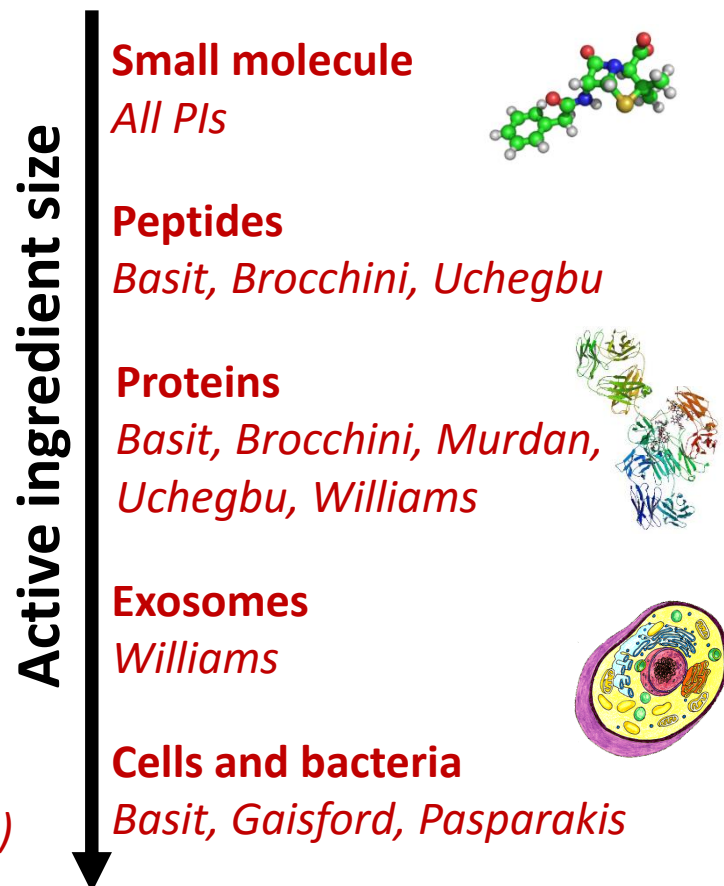 Active ingredient size
Small molecule
All PIs
Peptides
Basit, Brocchini, Uchegbu
Proteins
Basit, Brocchini, Murdan,
Uchegbu, Williams
Exosomes
Williams
Cells and bacteria
Basit, Gaisford, Pasparakis
)